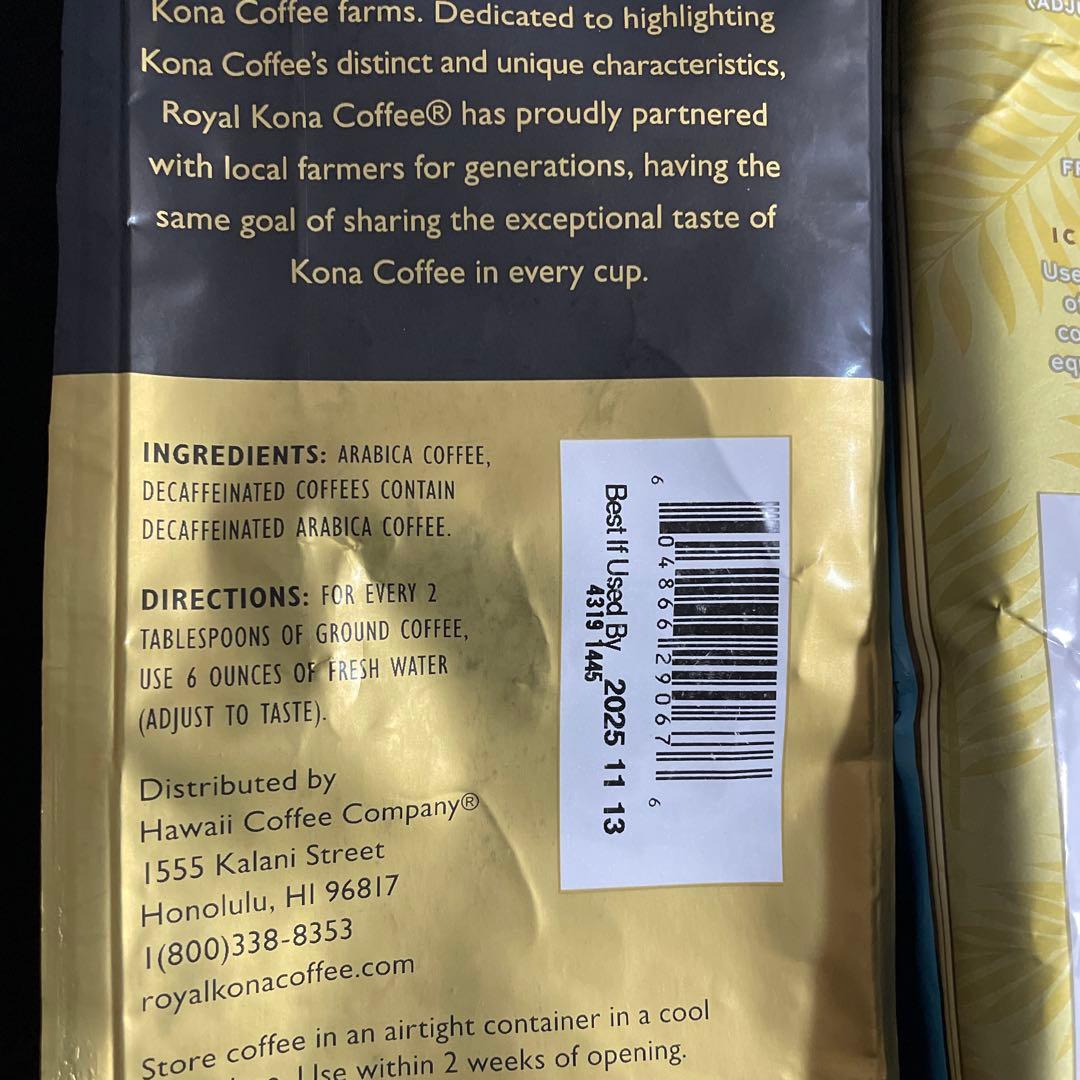 Kona Coffee farms. Dedicated to highlighting
Kona Coffee's distinct and unique characteristics,
Royal Kona Coffee® has proudly partnered
with local farmers for generations, having the
same goal of sharing the exceptional taste of
Kona Coffee in every cup.
INGREDIENTS: ARABICA COFFEE,
DECAFFEINATED COFFEES CONTAIN
DECAFFEINATED ARABICA COFFEE.
DIRECTIONS: FOR EVERY 2
TABLESPOONS OF GROUND COFFEE,
USE 6 OUNCES OF FRESH WATER
(ADJUST TO TASTE).
Distributed by
Hawaii Coffee Company®
1555 Kalani Street
Honolulu, HI 96817
1(800)338-8353
royalkonacoffee.com
Store coffee in an airtight container in a cool
Use within 2 weeks of opening.
6 04866 29067 6
Best If Used By 2025 11 13
4319 1445
Use